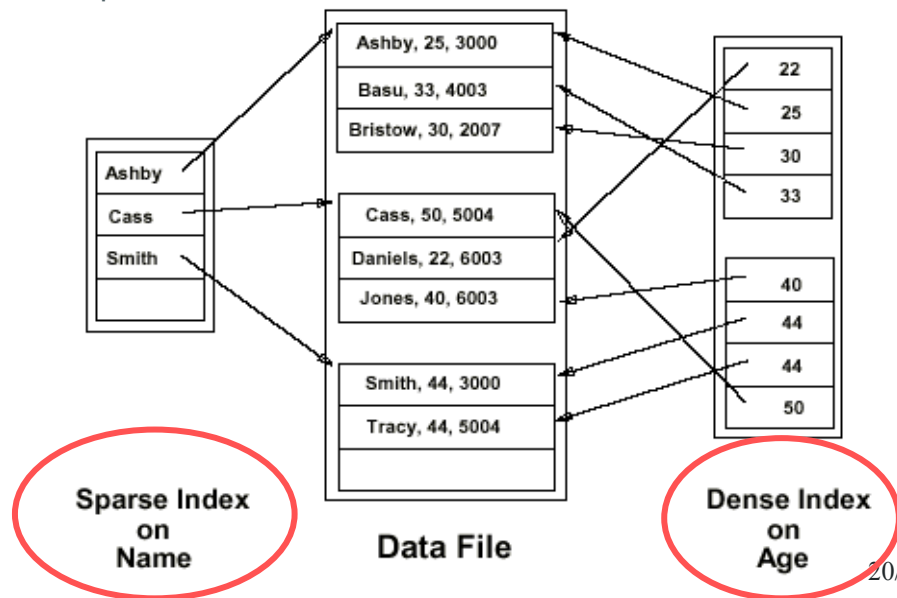 Ashby
Cass
Smith
Sparse Index
on
Name
Ashby, 25, 3000
Basu, 33, 4003
Bristow, 30, 2007
Cass, 50, 5004
Daniels, 22, 6003
Jones, 40, 6003
Smith, 44, 3000
Tracy, 44, 5004
Data File
22
25
30
33
40
44
44
50
Dense Index
on
Age
20/